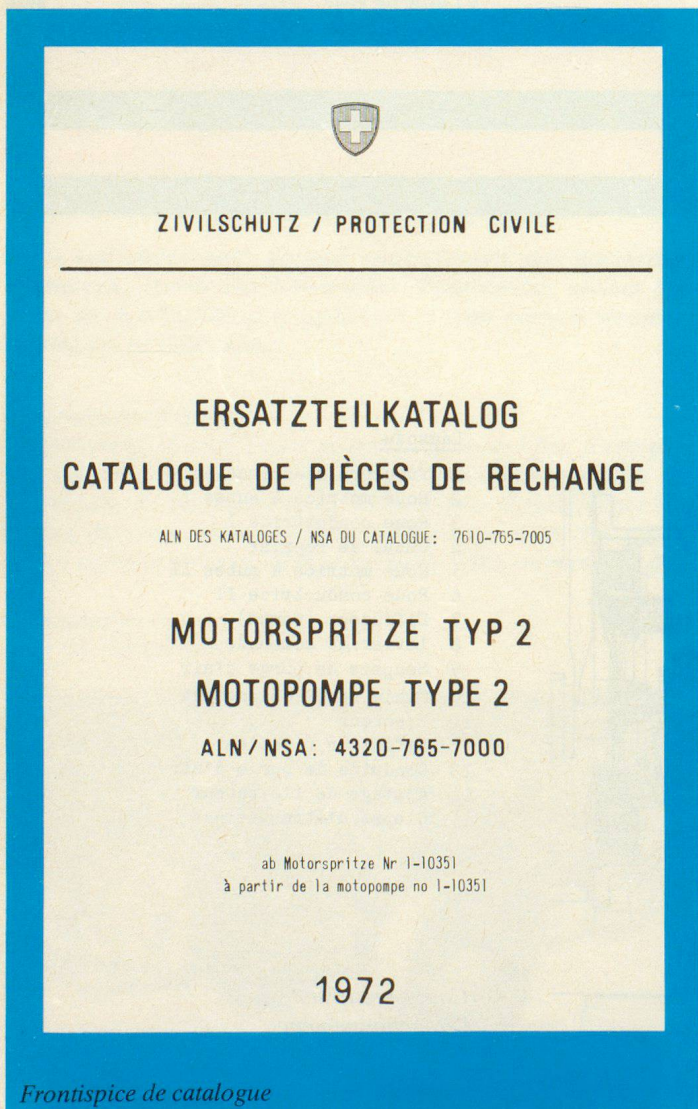 ZIVILSCHUTZ / PROTECTION CIVILE
ERSATZTEILKATALOG
CATALOGUE DE PIÈCES DE RECHANGE
ALN DES KATALOGES / NSA DU CATALOGUE: 7610-765-7005
MOTORSPRITZE TYP 2
MOTOPOMPE TYPE 2
ALN/NSA: 4320-765-7000
ab Motorspritze Nr 1-10351
à partir de la motopompe no 1-10351
1972
Frontispice de catalogue